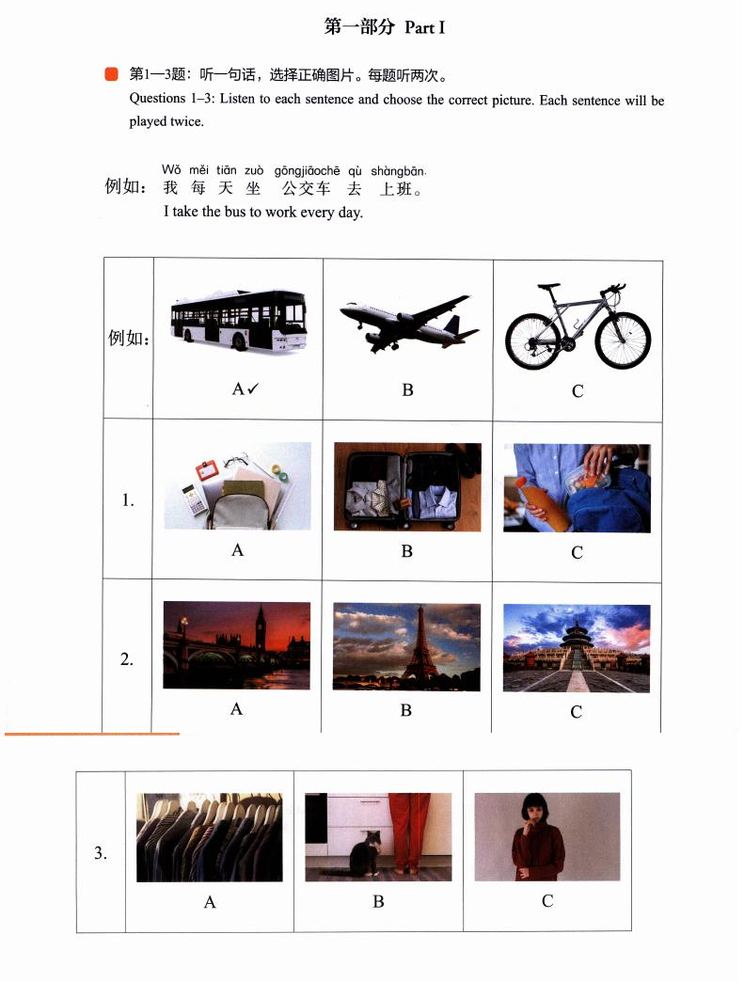 第一部分 Part I
第1—3题：听一句话，选择正确图片。每题听两次。
Questions 1–3: Listen to each sentence and choose the correct picture. Each sentence will be
played twice.
Wǒ měi tiān zuò gōngjiāochē qù shàngbān.
例如：我 每 天 坐 公交车 去 上班。
I take the bus to work every day.
例如：
A✓ B C
1.
A B C
2.
A B C
3.
A B C